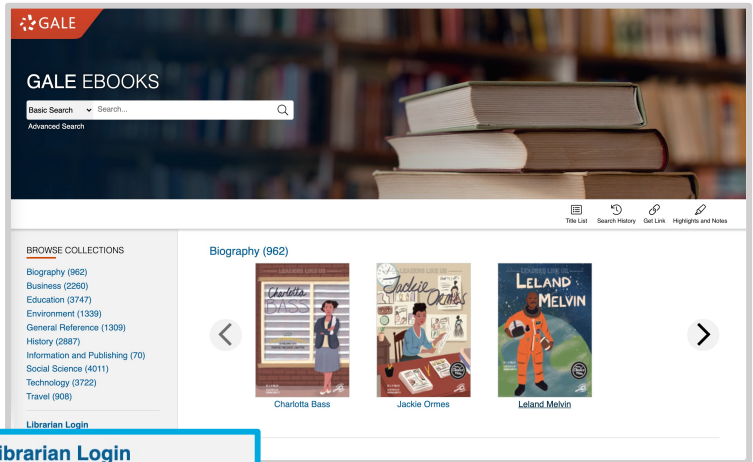 GALE
GALE EBOOKS
Basic Search
Search...
Advanced Search
Title List
Search History
Get Link
Highlights and Notes
BROWSE COLLECTIONS
Biography (962)
Business (2260)
Education (3747)
Environment (1339)
General Reference (1309)
History (2887)
Information and Publishing (70)
Social Science (4011)
Technology (3722)
Travel (908)
Librarian Login
Biography (962)
LEADERS LIKE US
Charlotta
BASS
Charlotta Bass
LEADERS LIKE US
Jackie
Ormes
Jackie Ormes
LEADERS LIKE US
LELAND
MELVIN
Leland Melvin
ibrarian Login